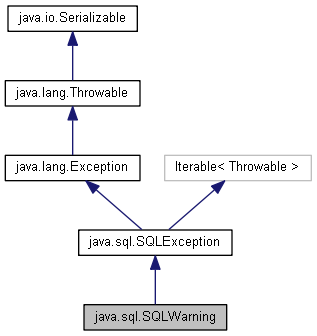 java.io.Serializable
java.lang.Throwable
java.lang.Exception
Iterable< Throwable >
java.sql.SQLException
java.sql.SQLWarning